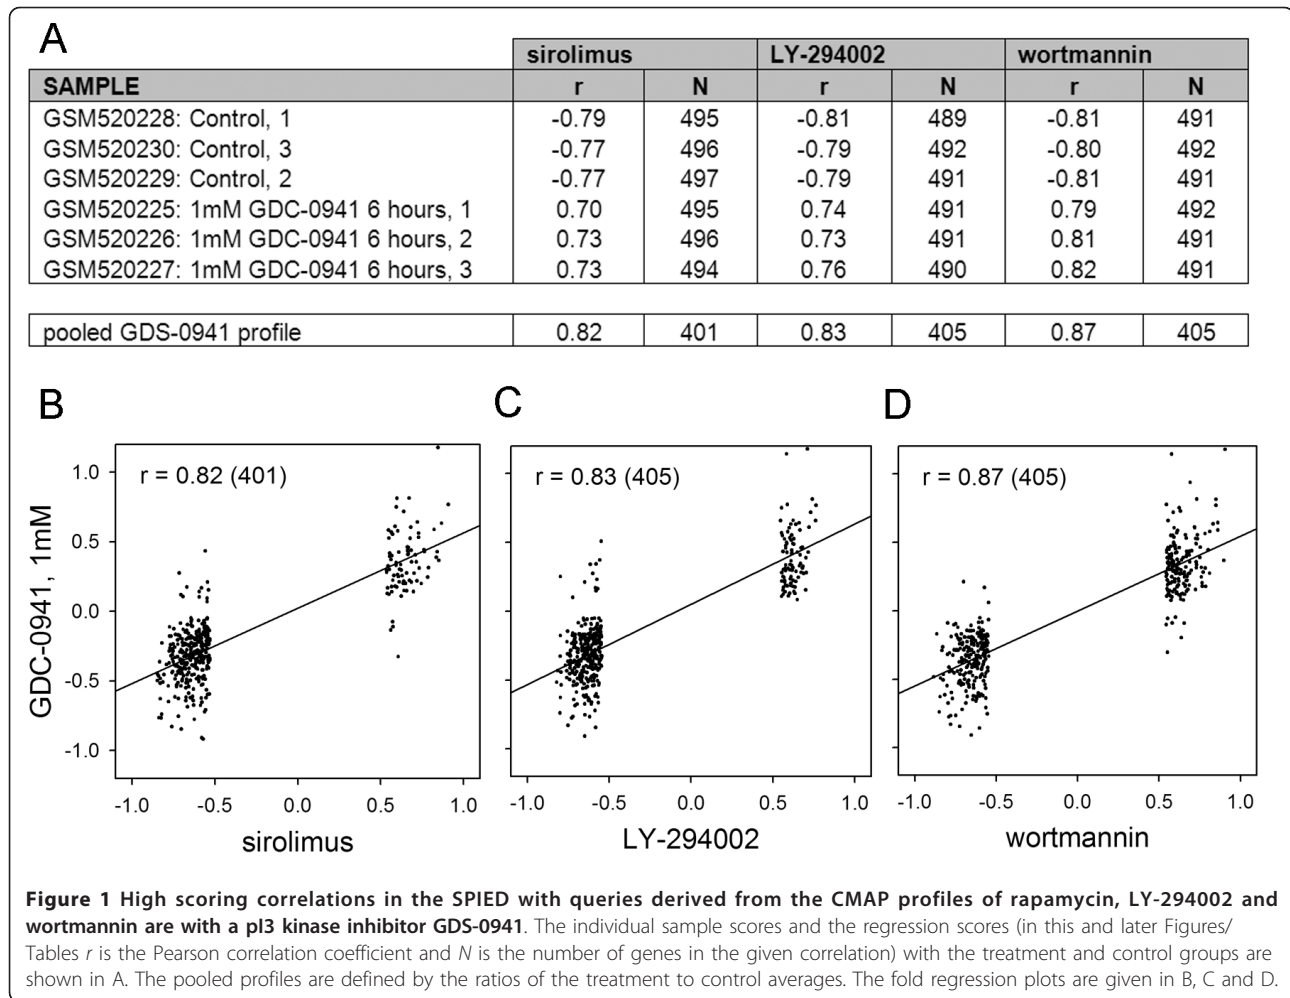 A
sirolimus LY-294002 wortmannin
SAMPLE r N r N r N
GSM520228: Control, 1 -0.79 495 -0.81 489 -0.81 491
GSM520230: Control, 3 -0.77 496 -0.79 492 -0.80 492
GSM520229: Control, 2 -0.77 497 -0.79 491 -0.81 491
GSM520225: 1mM GDC-0941 6 hours, 1 0.70 495 0.74 491 0.79 492
GSM520226: 1mM GDC-0941 6 hours, 2 0.73 496 0.73 491 0.81 491
GSM520227: 1mM GDC-0941 6 hours, 3 0.73 494 0.76 490 0.82 491
pooled GDS-0941 profile 0.82 401 0.83 405 0.87 405
B C D
r = 0.82 (401) r = 0.83 (405) r = 0.87 (405)
GDC-0941, 1mM
1.0
0.5
0.0
-0.5
-1.0
-1.0 -0.5 0.0 0.5 1.0 -1.0 -0.5 0.0 0.5 1.0 -1.0 -0.5 0.0 0.5 1.0
sirolimus LY-294002 wortmannin
Figure 1 High scoring correlations in the SPIED with queries derived from the CMAP profiles of rapamycin, LY-294002 and
wortmannin are with a pI3 kinase inhibitor GDS-0941. The individual sample scores and the regression scores (in this and later Figures/
Tables r is the Pearson correlation coefficient and N is the number of genes in the given correlation) with the treatment and control groups are
shown in A. The pooled profiles are defined by the ratios of the treatment to control averages. The fold regression plots are given in B, C and D.